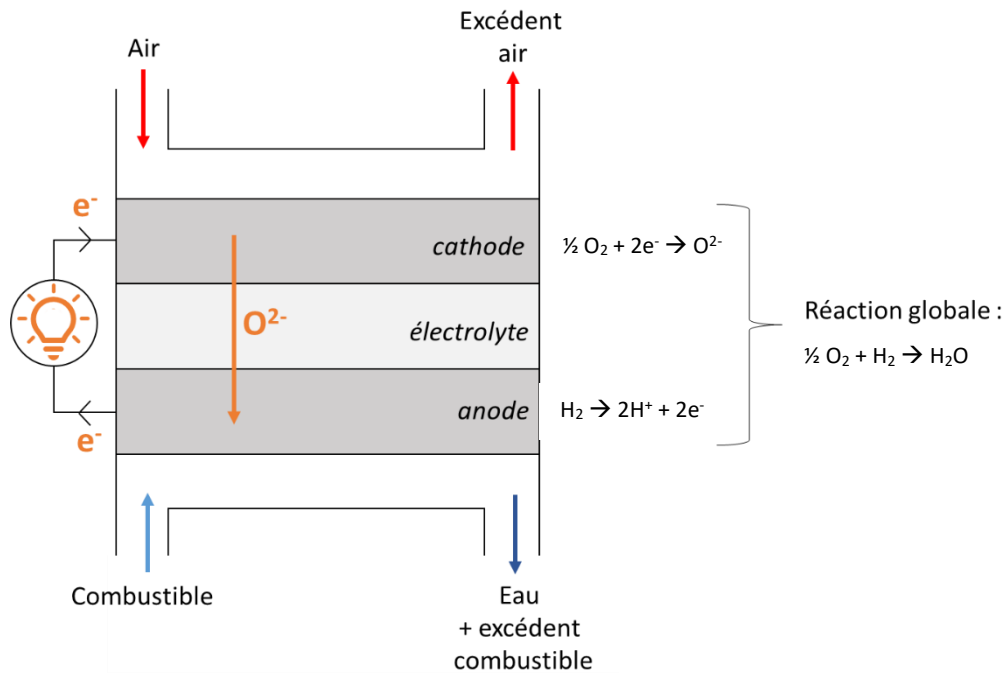 Air
Excédent
air
e⁻
cathode
½ O₂ + 2e⁻ → O²⁻
O²⁻
électrolyte
Réaction globale :
½ O₂ + H₂ → H₂O
anode
H₂ → 2H⁺ + 2e⁻
e⁻
Combustible
Eau
+ excédent
combustible